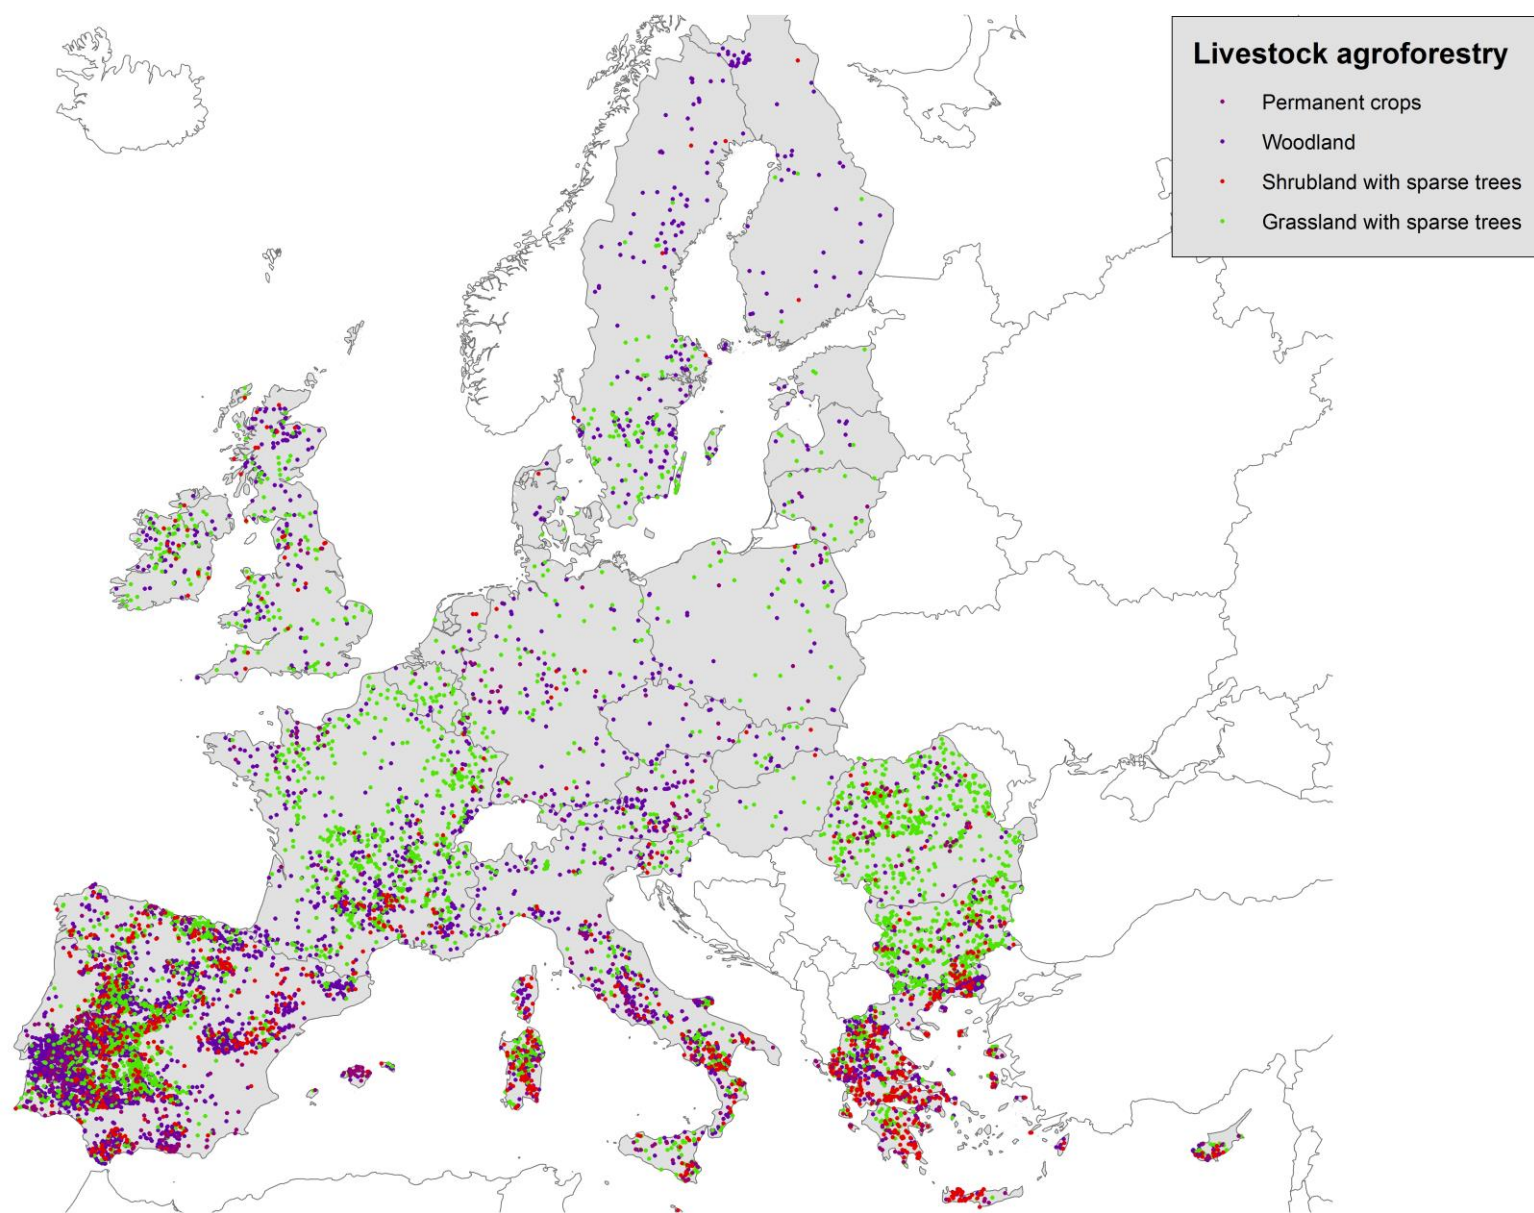 Livestock agroforestry
Permanent crops
Woodland
Shrubland with sparse trees
Grassland with sparse trees